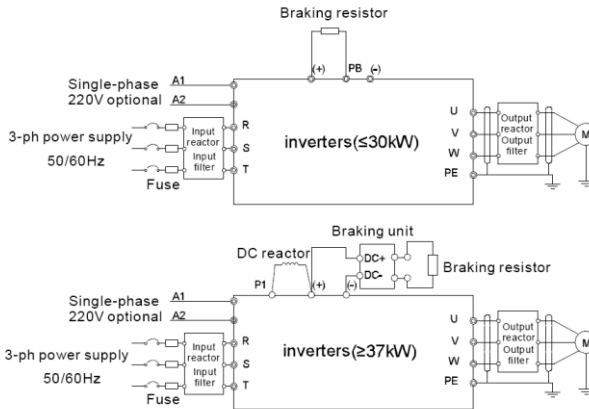 Braking resistor
(+) PB (-)
Single-phase A1
220V optional A2
3-ph power supply
50/60Hz
Fuse
Input
reactor
Input
filter
R
S
T
inverters(≤30kW)
U
V
W
PE
Output
reactor
Output
filter
M
Braking unit
DC reactor
DC+
DC-
Braking resistor
P1 (+) (-)
Single-phase A1
220V optional A2
3-ph power supply
50/60Hz
Fuse
Input
reactor
Input
filter
R
S
T
inverters(≥37kW)
U
V
W
PE
Output
reactor
Output
filter
M